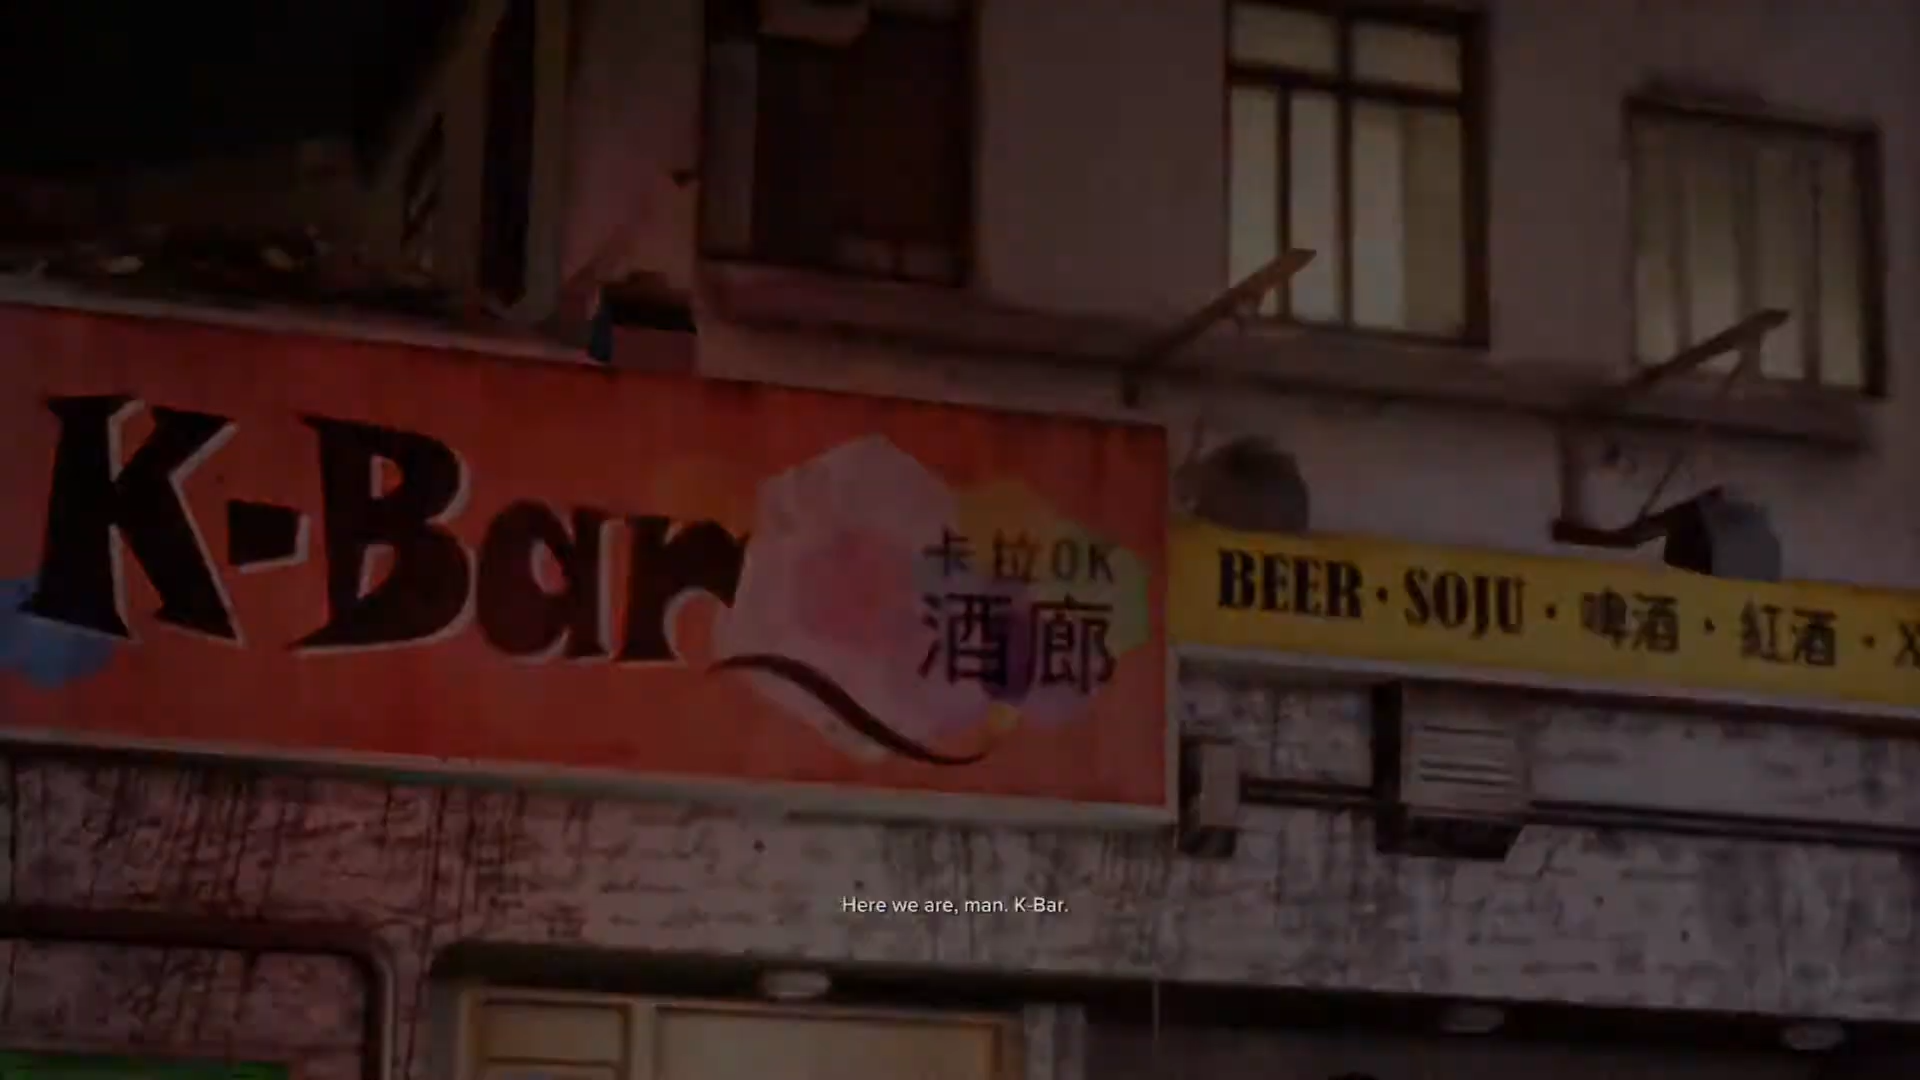 K-Bar
卡拉OK
酒廊
BEER · SOJU · 啤酒 · 紅酒 ·
Here we are, man. K-Bar.